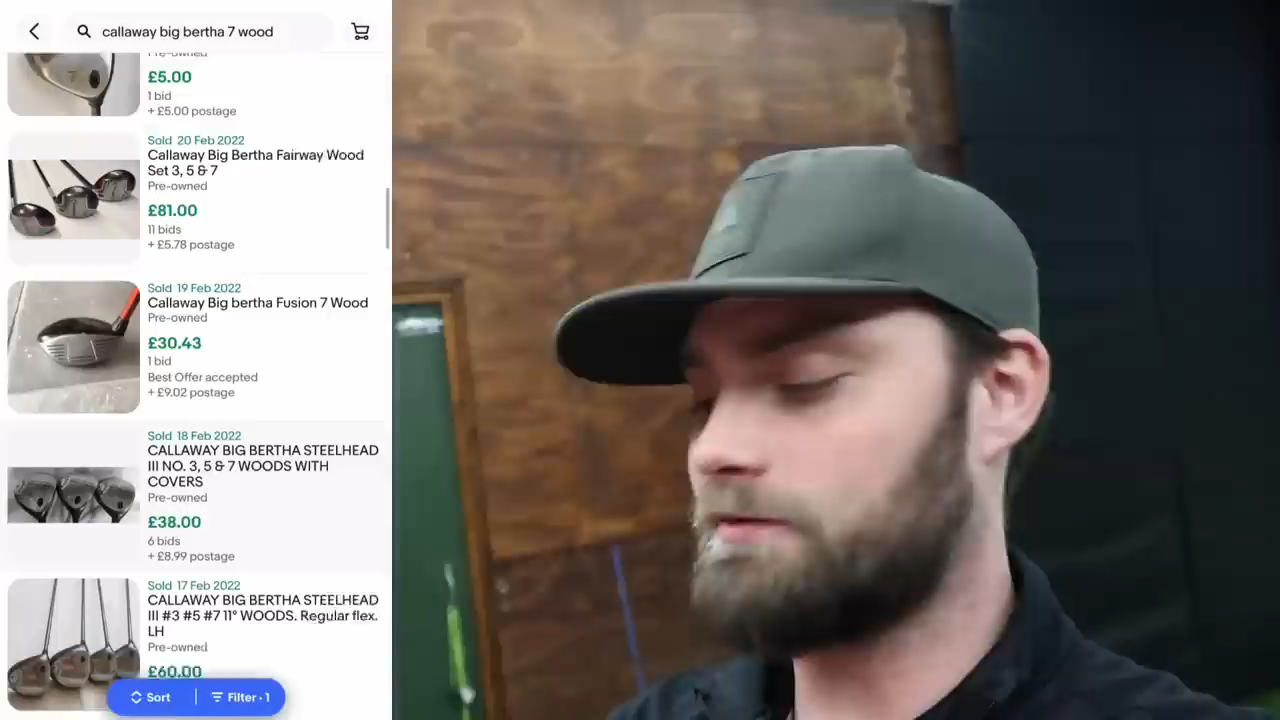 callaway big bertha 7 wood
Pre-owned
£5.00
1 bid
+ £5.00 postage
Sold 20 Feb 2022
Callaway Big Bertha Fairway Wood
Set 3, 5 & 7
Pre-owned
£81.00
11 bids
+ £5.78 postage
Sold 19 Feb 2022
Callaway Big bertha Fusion 7 Wood
Pre-owned
£30.43
1 bid
Best Offer accepted
+ £9.02 postage
Sold 18 Feb 2022
CALLAWAY BIG BERTHA STEELHEAD
III NO. 3, 5 & 7 WOODS WITH
COVERS
Pre-owned
£38.00
6 bids
+ £8.99 postage
Sold 17 Feb 2022
CALLAWAY BIG BERTHA STEELHEAD
III #3 #5 #7 11° WOODS. Regular flex.
LH
Pre-owned
£60.00
Sort
Filter • 1